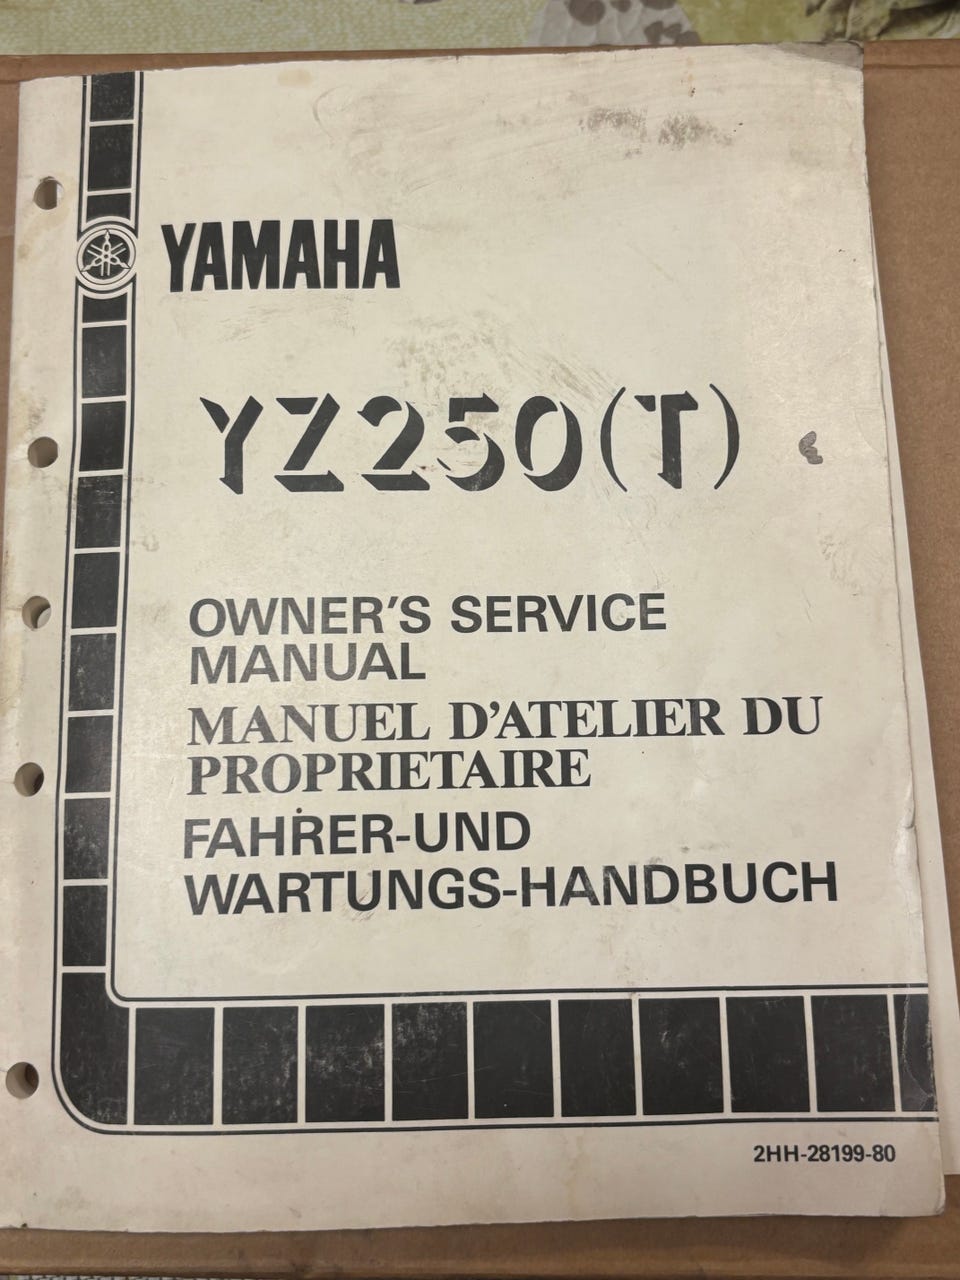 YAMAHA
YZ250(T)
OWNER'S SERVICE
MANUAL
MANUEL D'ATELIER DU
PROPRIETAIRE
FAHRER-UND
WARTUNGS-HANDBUCH
2HH-28199-80